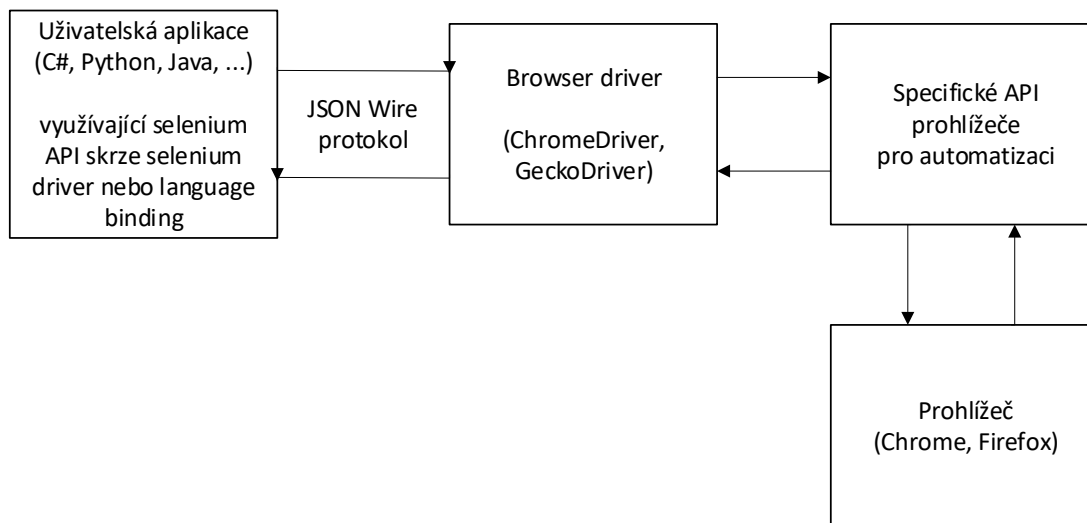 Uživatelská aplikace
(C#, Python, Java, ...)
využívající selenium
API skrze selenium
driver nebo language
binding
JSON Wire
protokol
Browser driver
(ChromeDriver,
GeckoDriver)
Specifické API
prohlížeče
pro automatizaci
Prohlížeč
(Chrome, Firefox)